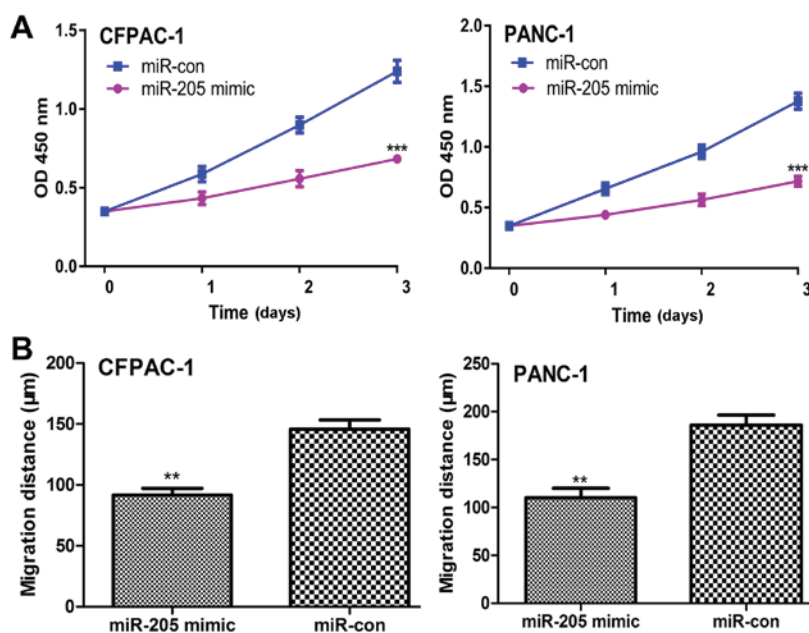 A
CFPAC-1
miR-con
miR-205 mimic
OD 450 nm
1.5
1.0
0.5
0.0
***
0 1 2 3
Time (days)
PANC-1
miR-con
miR-205 mimic
OD 450 nm
2.0
1.5
1.0
0.5
0.0
***
0 1 2 3
Time (days)
B
CFPAC-1
Migration distance (μm)
200
150
100
50
0
**
miR-205 mimic miR-con
PANC-1
Migration distance (μm)
250
200
150
100
50
0
**
miR-205 mimic miR-con